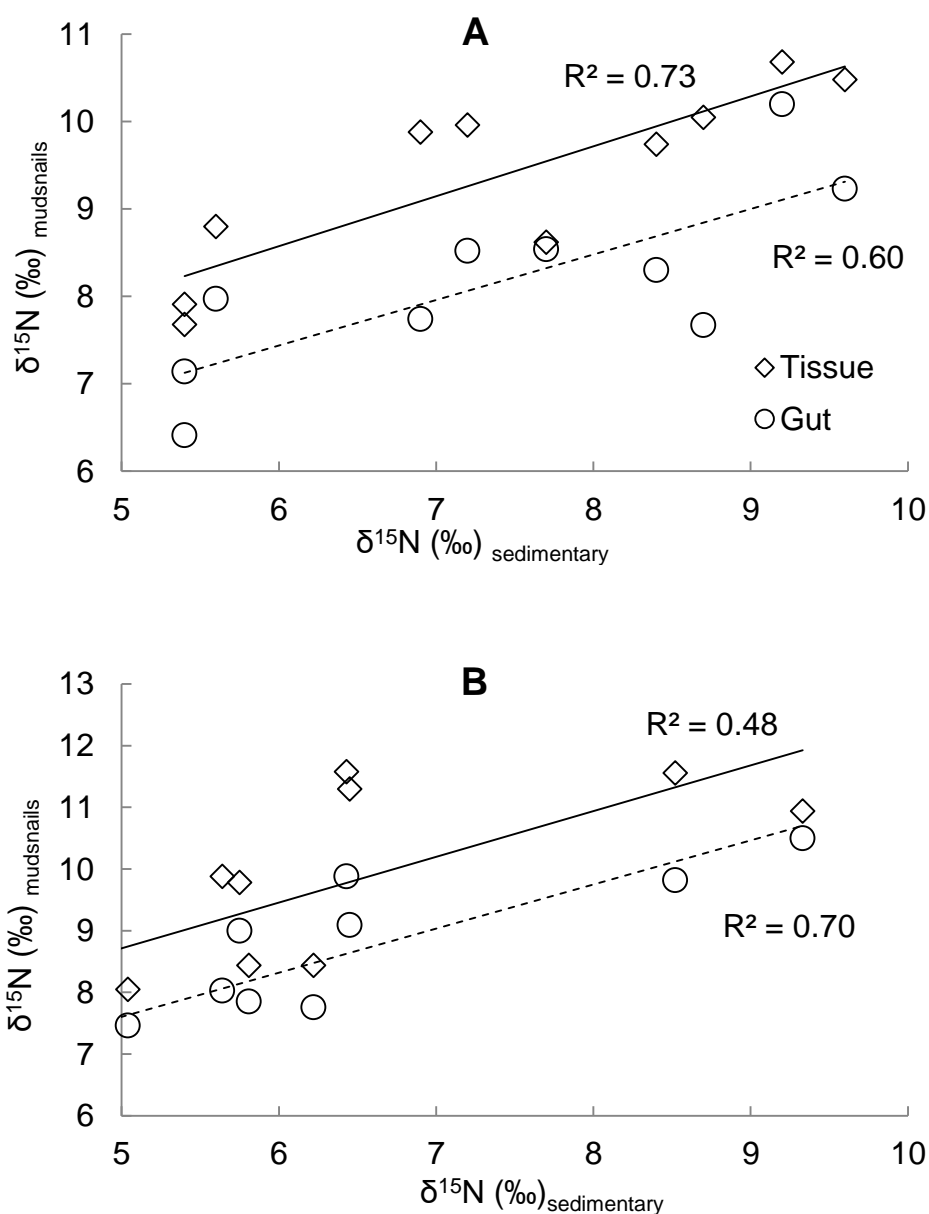 A
11
10
9
8
7
6
δ¹⁵N (‰) mudsnails
R² = 0.73
R² = 0.60
Tissue
Gut
5 6 7 8 9 10
δ¹⁵N (‰) sedimentary
B
13
12
11
10
9
8
7
6
δ¹⁵N (‰) mudsnails
R² = 0.48
R² = 0.70
5 6 7 8 9 10
δ¹⁵N (‰)sedimentary